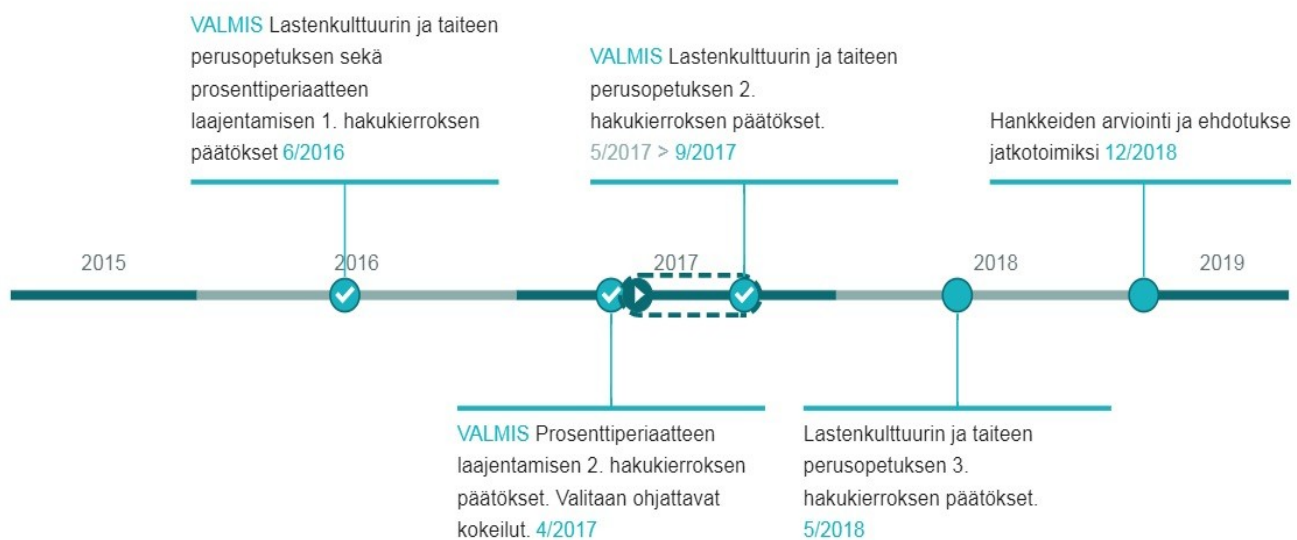 VALMIS Lastenkulttuurin ja taiteen
perusopetuksen sekä
prosenttiperiaatteen
laajentamisen 1. hakukierroksen
päätökset 6/2016
VALMIS Lastenkulttuurin ja taiteen
perusopetuksen 2.
hakukierroksen päätökset.
5/2017 > 9/2017
Hankkeiden arviointi ja ehdotukse
jatkotoimiksi 12/2018
2015
2016
2017
2018
2019
VALMIS Prosenttiperiaatteen
laajentamisen 2. hakukierroksen
päätökset. Valitaan ohjattavat
kokeilut. 4/2017
Lastenkulttuurin ja taiteen
perusopetuksen 3.
hakukierroksen päätökset.
5/2018